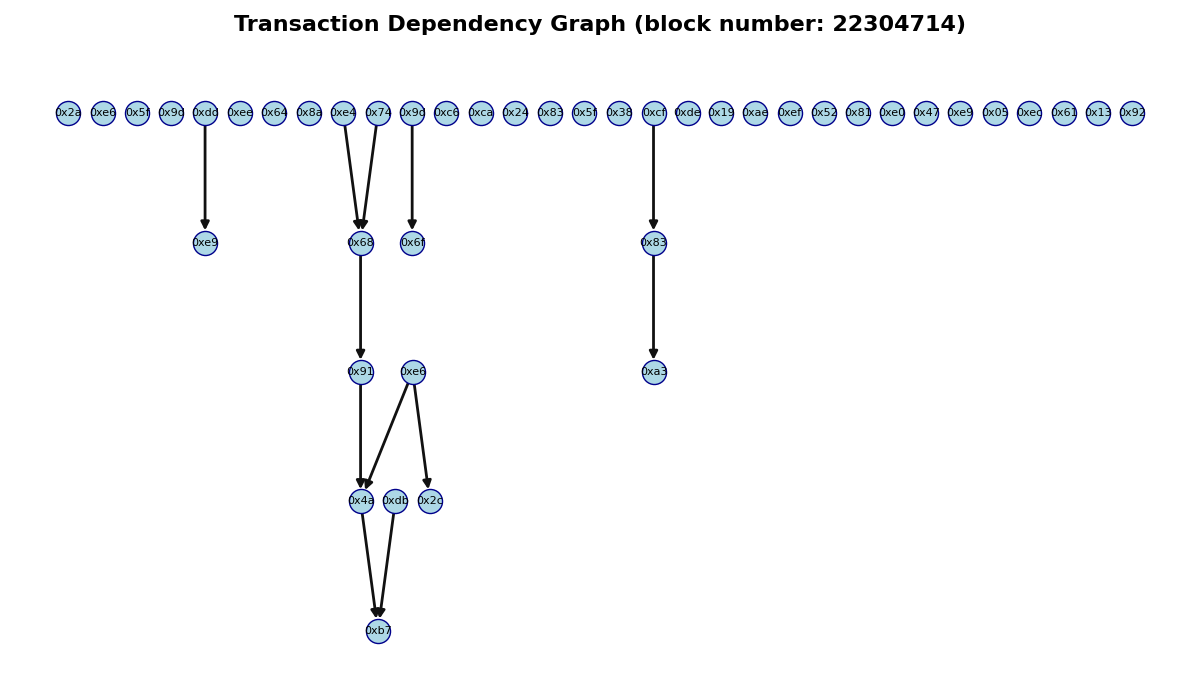 Transaction Dependency Graph (block number: 22304714)
0x2a 0xe6 0x5f 0x9d 0xdd 0xee 0x64 0x8a 0xe4 0x74 0x9d 0xc6 0xca 0x24 0x83 0x5f 0x38 0xcf 0xde 0x19 0xae 0xef 0x52 0x81 0xe0 0x47 0xe9 0x05 0xec 0x61 0x13 0x92
0xe9 0x68 0x6f 0x83
0x91 0xe6 0xa3
0x4a 0xdb 0x2c
0xb7